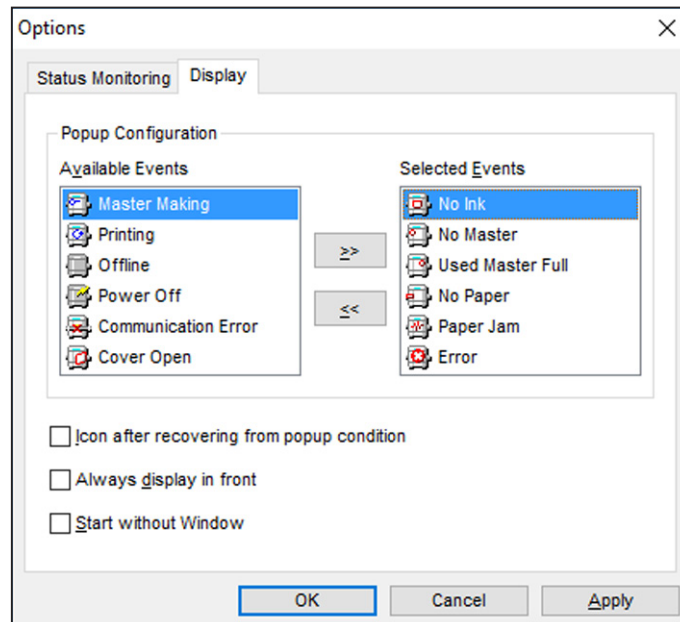 Options
Status Monitoring
Display
Popup Configuration
Available Events
Master Making
Printing
Offline
Power Off
Communication Error
Cover Open
>>
<<
Selected Events
No Ink
No Master
Used Master Full
No Paper
Paper Jam
Error
Icon after recovering from popup condition
Always display in front
Start without Window
OK
Cancel
Apply